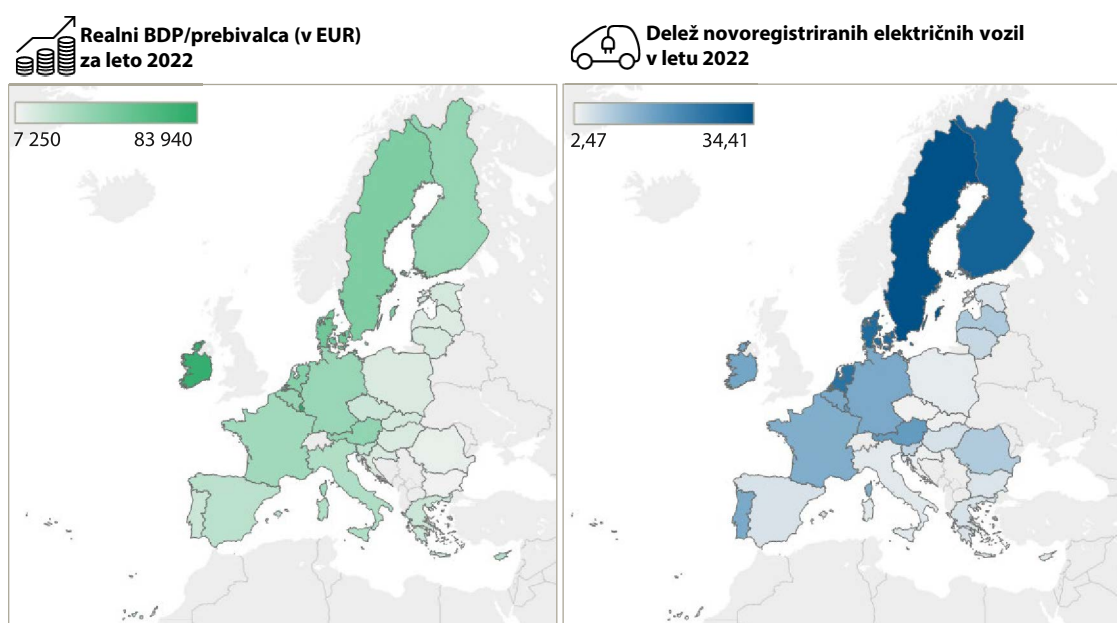 Realni BDP/prebivalca (v EUR)
za leto 2022
7 250
83 940
Delež novoregistriranih električnih vozil
v letu 2022
2,47
34,41